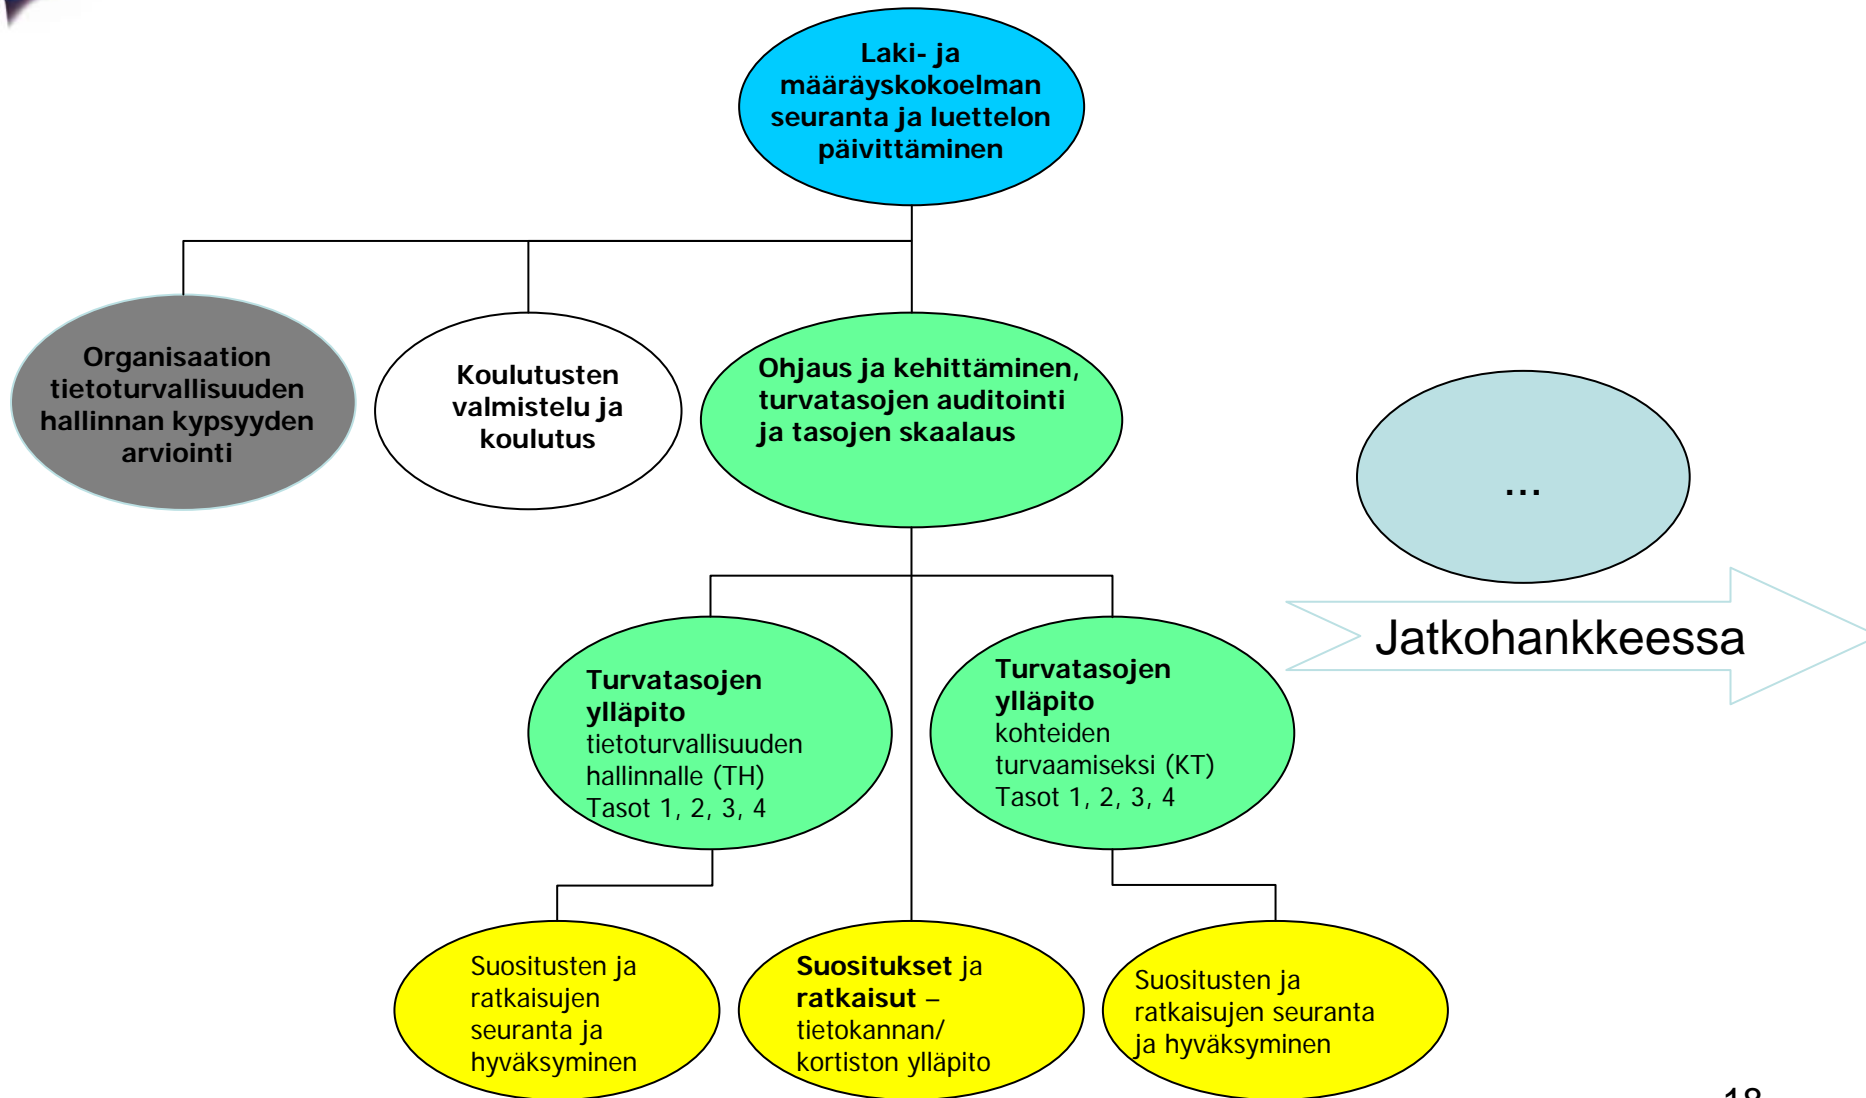 Laki- ja
määräyskokoelman
seuranta ja luettelon
päivittäminen
Organisaation
tietoturvallisuuden
hallinnan kypsyyden
arviointi
Koulutusten
valmistelu ja
koulutus
Ohjaus ja kehittäminen,
turvatasojen auditointi
ja tasojen skaalaus
...
Jatkohankkeessa
Turvatasojen
ylläpito
tietoturvallisuuden
hallinnalle (TH)
Tasot 1, 2, 3, 4
Turvatasojen
ylläpito
kohteiden
turvaamiseksi (KT)
Tasot 1, 2, 3, 4
Suositusten ja
ratkaisujen
seuranta ja
hyväksyminen
Suositukset ja
ratkaisut –
tietokannan/
kortiston ylläpito
Suositusten ja
ratkaisujen seuranta
ja hyväksyminen
18